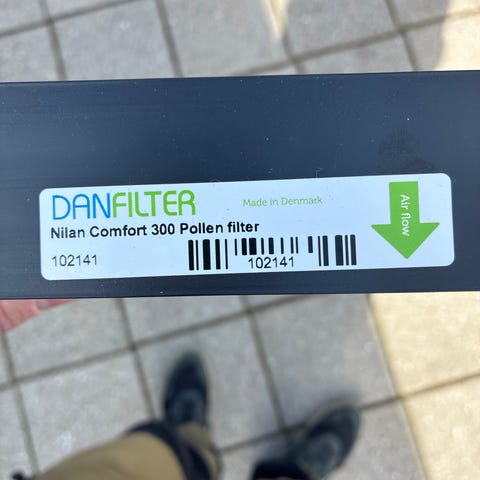 DANFILTER
Made in Denmark
Nilan Comfort 300 Pollen filter
102141
102141
Air flow